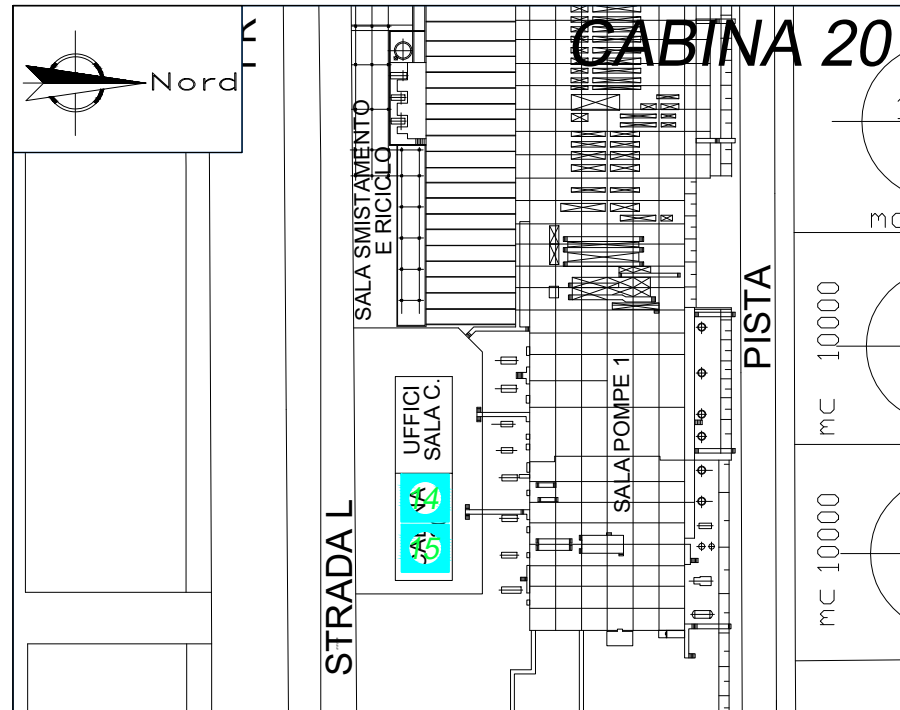 CABINA 20
Nord
SALA SMISTAMENTO
E RICICLO
mc
PISTA
mc 10000
UFFICI
SALA C.
SALA POMPE 1
14
15
mc 10000
STRADA L